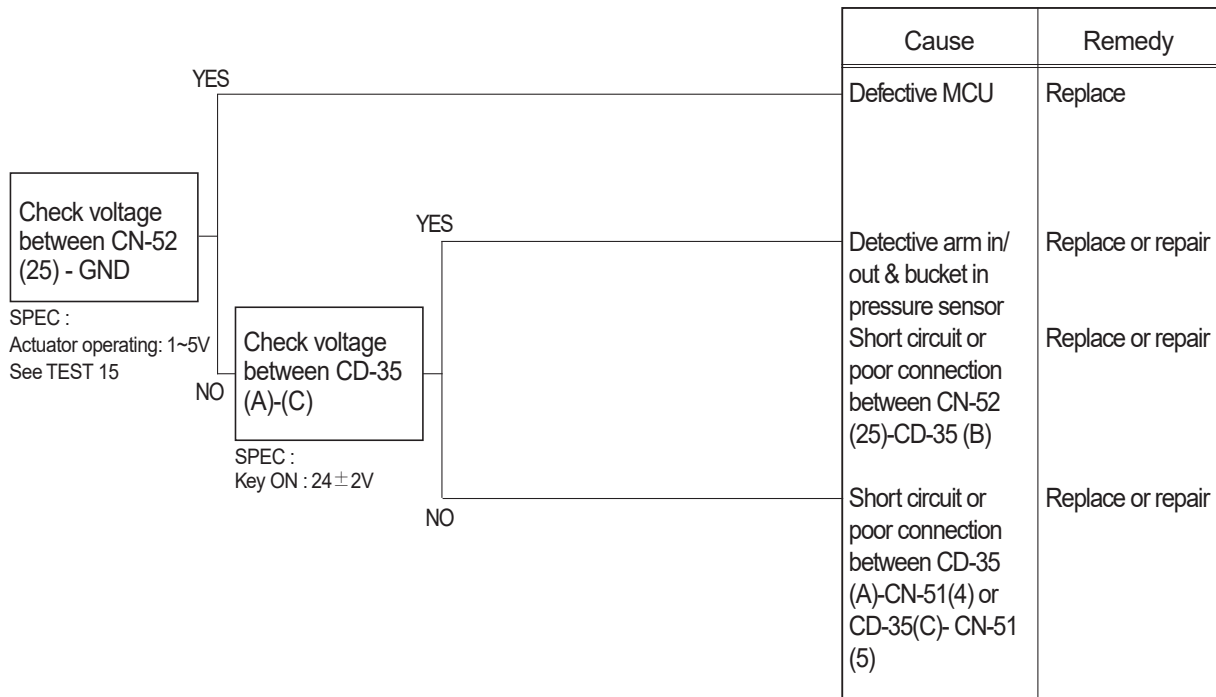 Cause
Remedy
YES
Defective MCU
Replace
Check voltage
between CN-52
(25) - GND
SPEC :
Actuator operating: 1~5V
See TEST 15
NO
YES
Check voltage
between CD-35
(A)-(C)
SPEC :
Key ON : 24±2V
NO
Detective arm in/
out & bucket in
pressure sensor
Replace or repair
Short circuit or
poor connection
between CN-52
(25)-CD-35 (B)
Replace or repair
Short circuit or
poor connection
between CD-35
(A)-CN-51(4) or
CD-35(C)- CN-51
(5)
Replace or repair